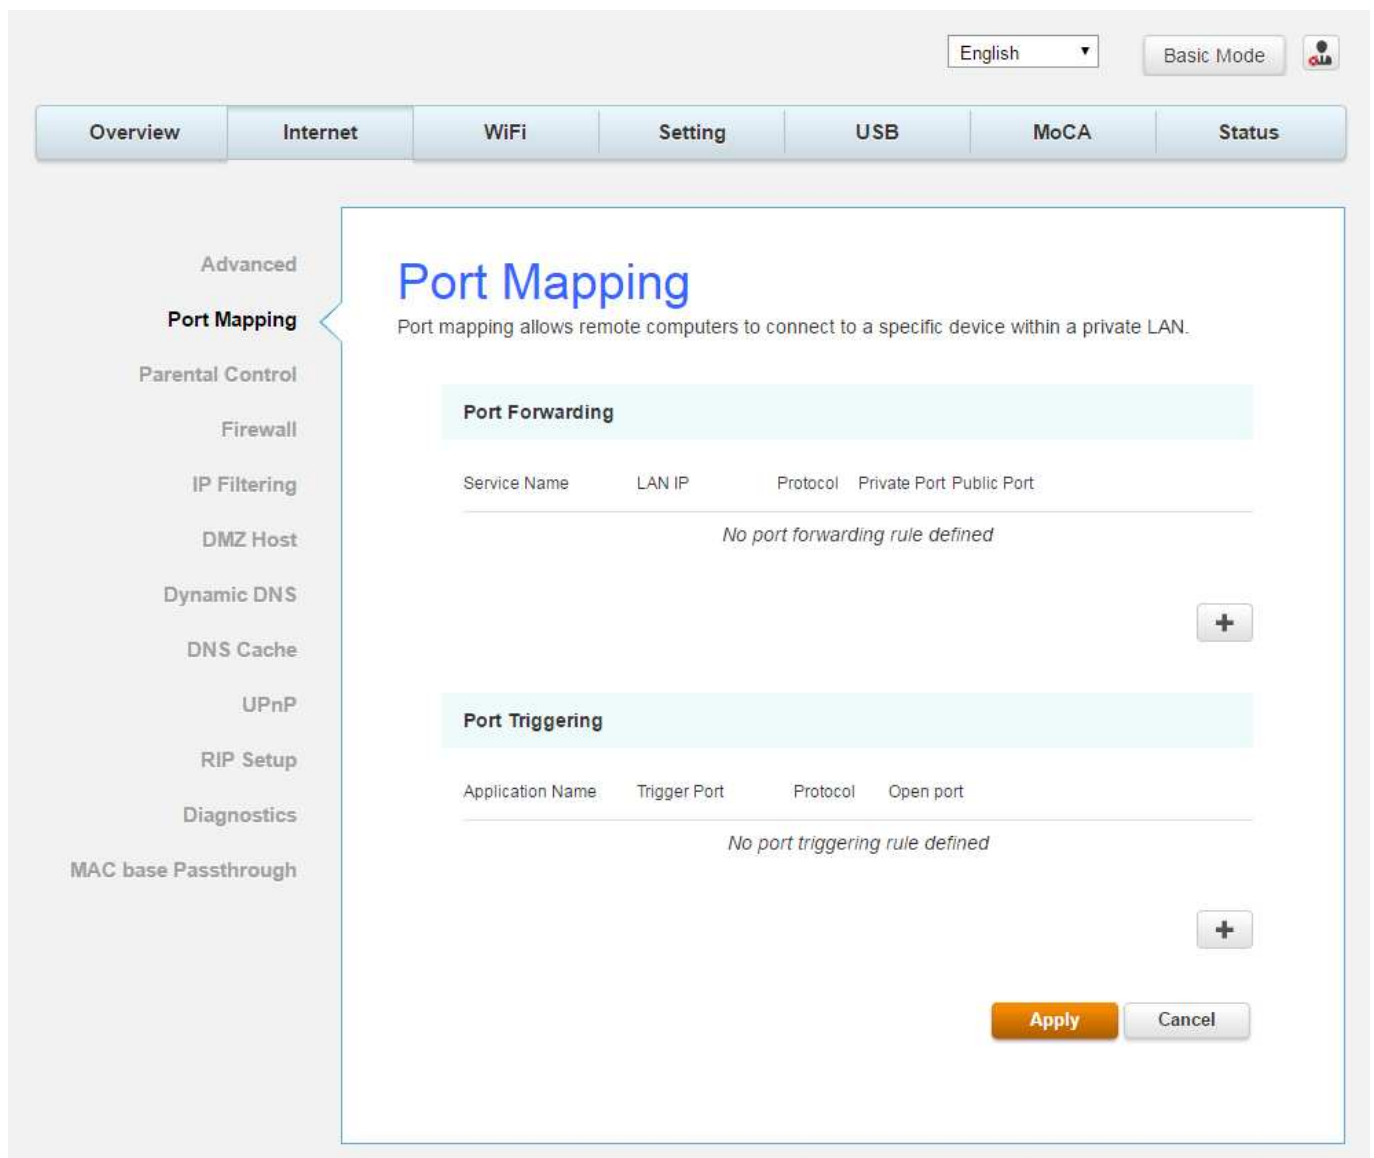 English
Basic Mode
Overview Internet WiFi Setting USB MoCA Status
Advanced
Port Mapping
Parental Control
Firewall
IP Filtering
DMZ Host
Dynamic DNS
DNS Cache
UPnP
RIP Setup
Diagnostics
MAC base Passthrough
Port Mapping
Port mapping allows remote computers to connect to a specific device within a private LAN.
Port Forwarding
Service Name LAN IP Protocol Private Port Public Port
No port forwarding rule defined
Port Triggering
Application Name Trigger Port Protocol Open port
No port triggering rule defined
Apply Cancel